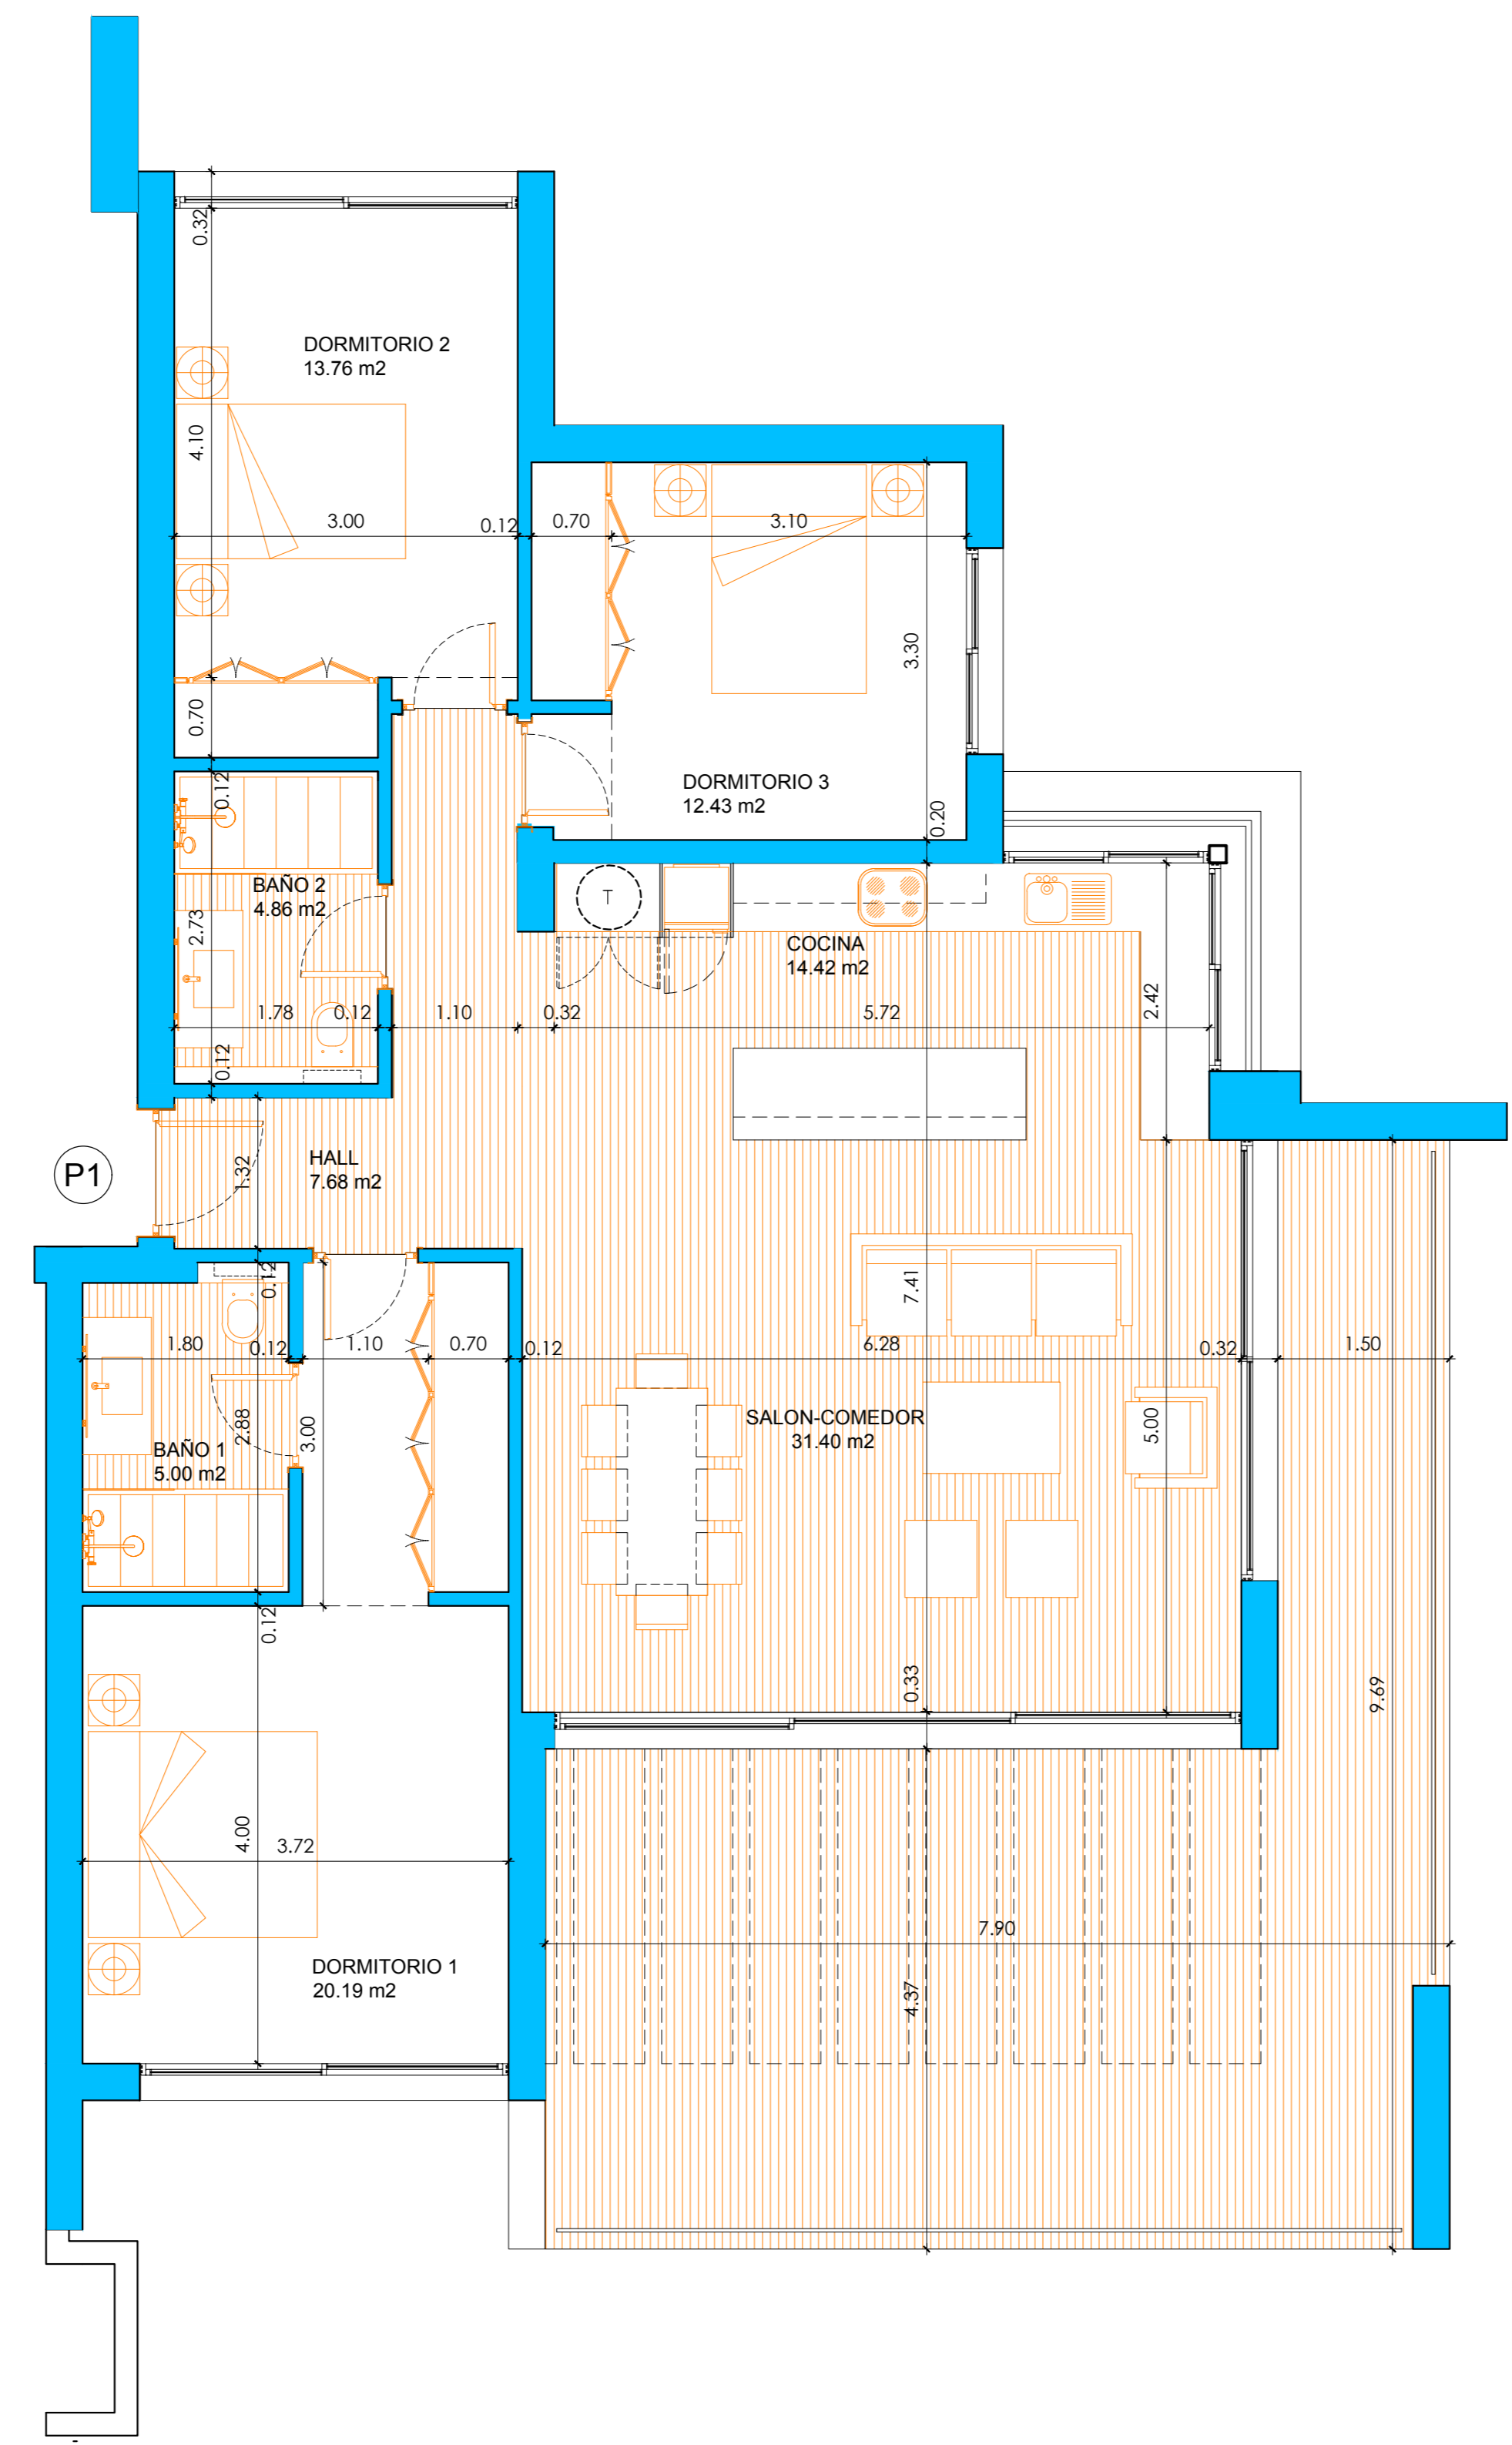 0.32
DORMITORIO 2
13.76 m2
4.10
3.00
0.12
0.70
3.10
3.30
0.70
0.12
DORMITORIO 3
12.43 m2
0.20
BAÑO 2
4.86 m2
2.73
T
COCINA
14.42 m2
1.78
0.12
1.10
0.32
5.72
2.42
0.12
P1
HALL
7.68 m2
1.32
0.12
7.41
1.80
0.12
1.10
0.70
0.12
6.28
0.32
1.50
2.88
3.00
SALON-COMEDOR
31.40 m2
5.00
BAÑO 1
5.00 m2
0.12
0.33
9.69
4.00
3.72
7.90
DORMITORIO 1
20.19 m2
4.37